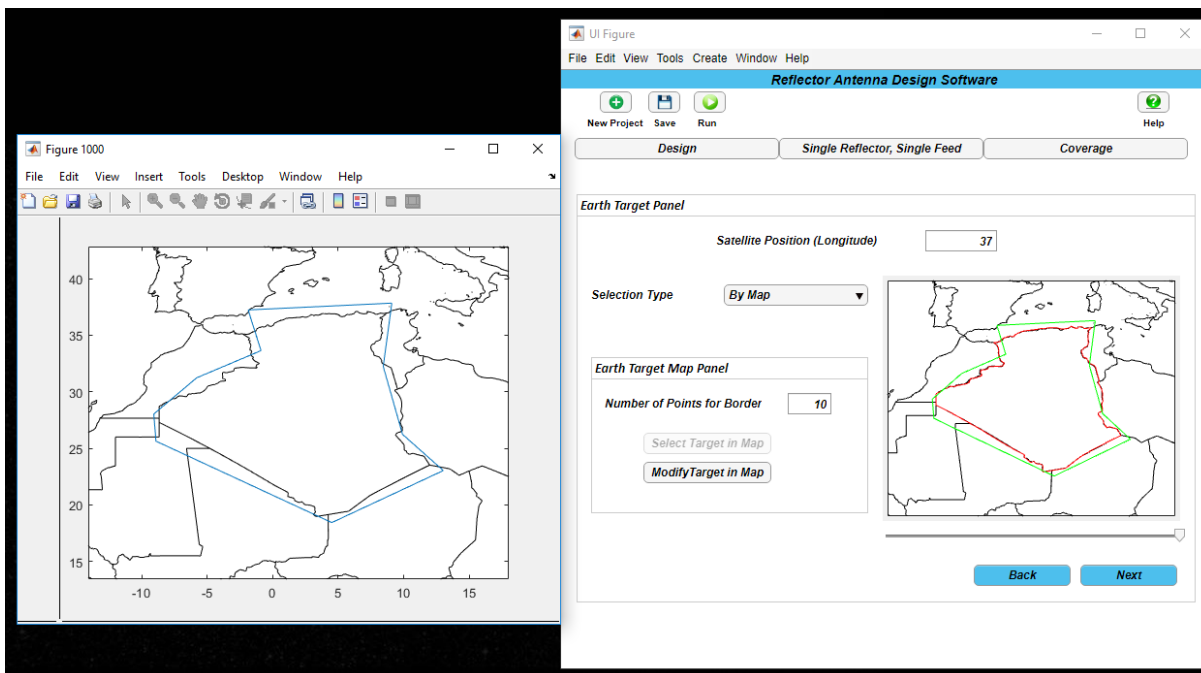 Figure 1000
File Edit View Insert Tools Desktop Window Help
40
35
30
25
20
15
-10 -5 0 5 10 15
UI Figure
File Edit View Tools Create Window Help
Reflector Antenna Design Software
New Project Save Run Help
Design Single Reflector, Single Feed Coverage
Earth Target Panel
Satellite Position (Longitude) 37
Selection Type By Map
Earth Target Map Panel
Number of Points for Border 10
Select Target in Map
ModifyTarget in Map
Back Next